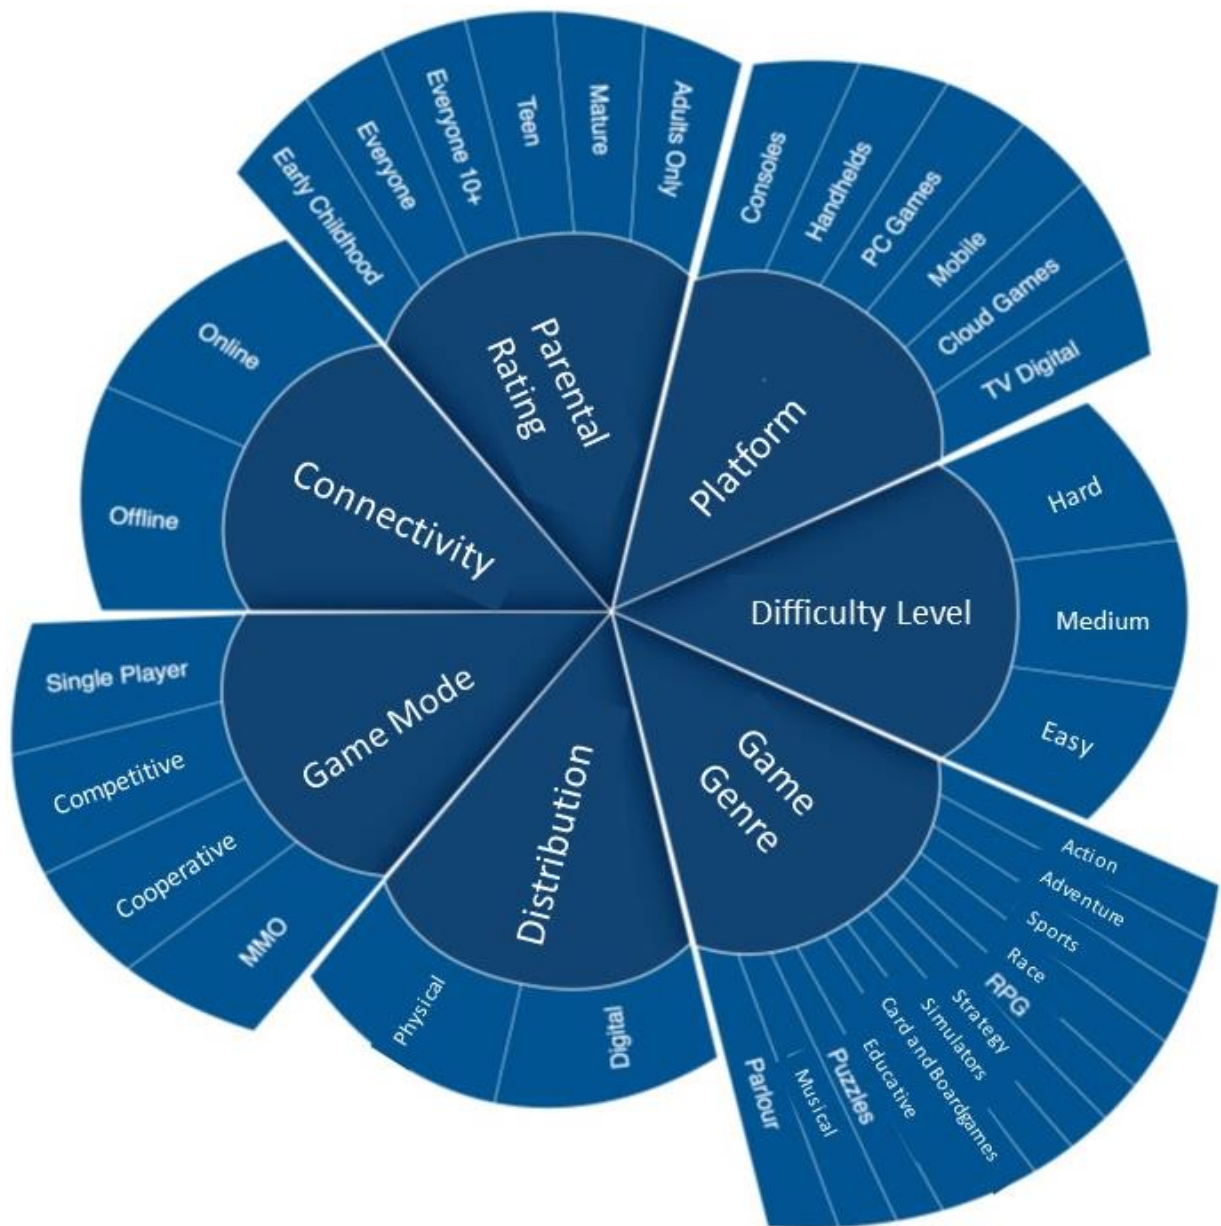 Parental
Rating
Early Childhood
Everyone
Everyone 10+
Teen
Mature
Adults Only
Platform
Consoles
Handhelds
PC Games
Mobile
Cloud Games
TV Digital
Difficulty Level
Hard
Medium
Easy
Game
Genre
Action
Adventure
Sports
Race
RPG
Strategy
Simulators
Card and Boardgames
Educative
Puzzles
Musical
Parlour
Distribution
Digital
Physical
Game Mode
MMO
Cooperative
Competitive
Single Player
Connectivity
Offline
Online